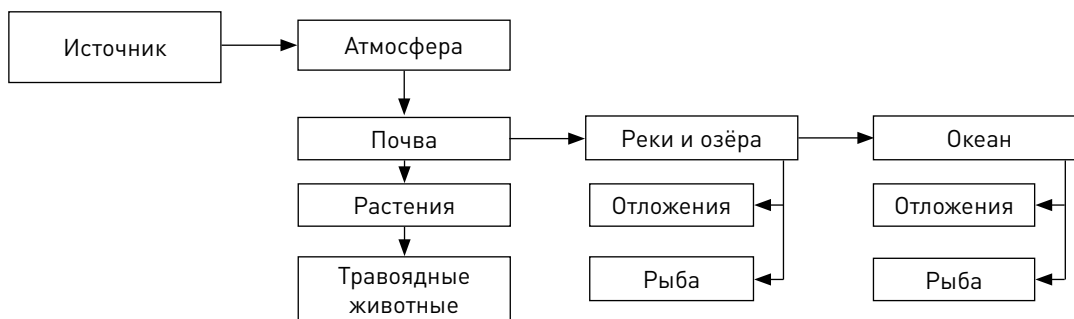 Источник
Атмосфера
Почва
Реки и озёра
Океан
Растения
Отложения
Отложения
Травоядные
животные
Рыба
Рыба